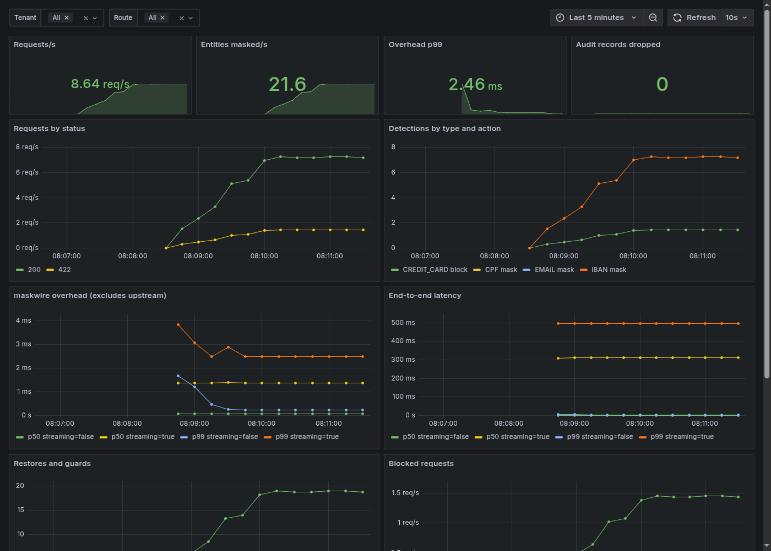 Tenant All × × Route All × × Last 5 minutes Refresh 10s
Requests/s Entities masked/s Overhead p99 Audit records dropped
8.64 req/s 21.6 2.46 ms 0
Requests by status
8 req/s
6 req/s
4 req/s
2 req/s
0 req/s
08:07:00 08:08:00 08:09:00 08:10:00 08:11:00
200 422
Detections by type and action
8
6
4
2
0
08:07:00 08:08:00 08:09:00 08:10:00 08:11:00
CREDIT_CARD block CPF mask EMAIL mask IBAN mask
maskwire overhead (excludes upstream)
4 ms
3 ms
2 ms
1 ms
0 s
08:07:00 08:08:00 08:09:00 08:10:00 08:11:00
p50 streaming=false p50 streaming=true p99 streaming=false p99 streaming=true
End-to-end latency
500 ms
400 ms
300 ms
200 ms
100 ms
0 s
08:07:00 08:08:00 08:09:00 08:10:00 08:11:00
p50 streaming=false p50 streaming=true p99 streaming=false p99 streaming=true
Restores and guards
20
15
10
Blocked requests
1.5 req/s
1 req/s